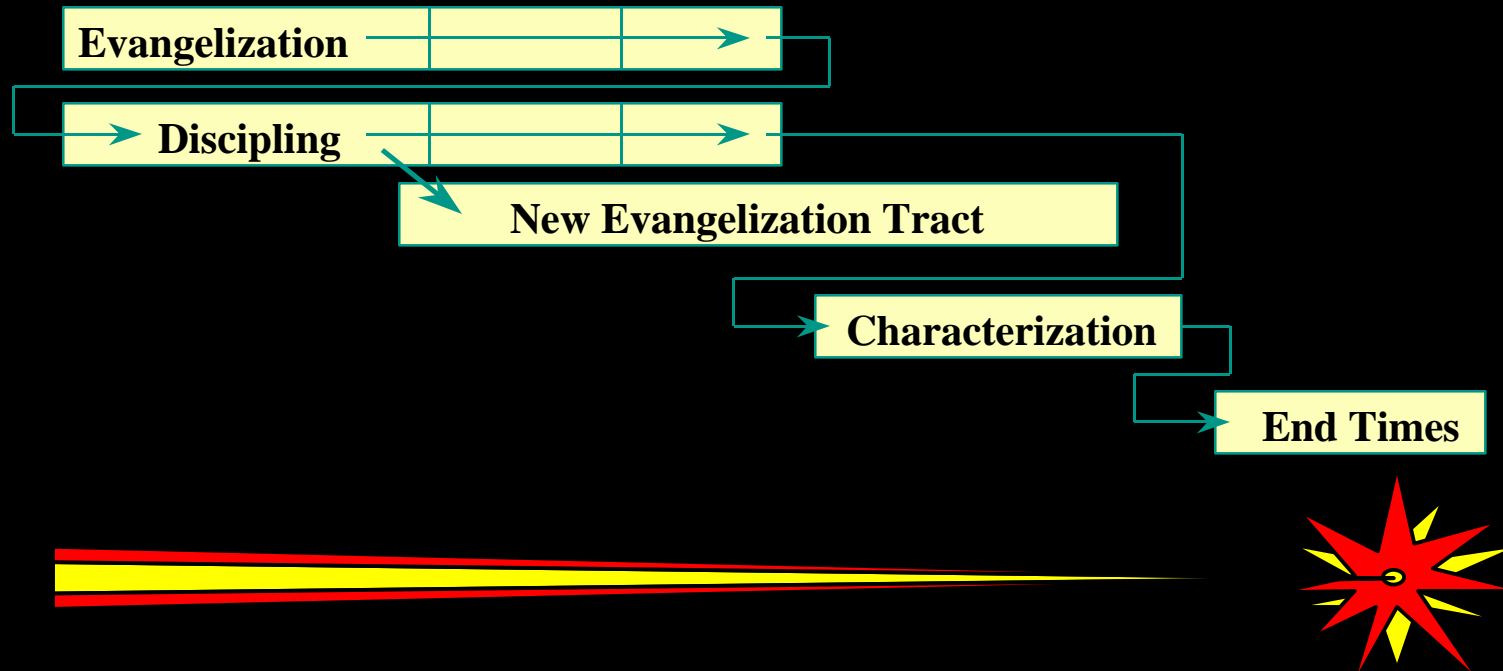 Evangelization
Discipling
New Evangelization Tract
Characterization
End Times